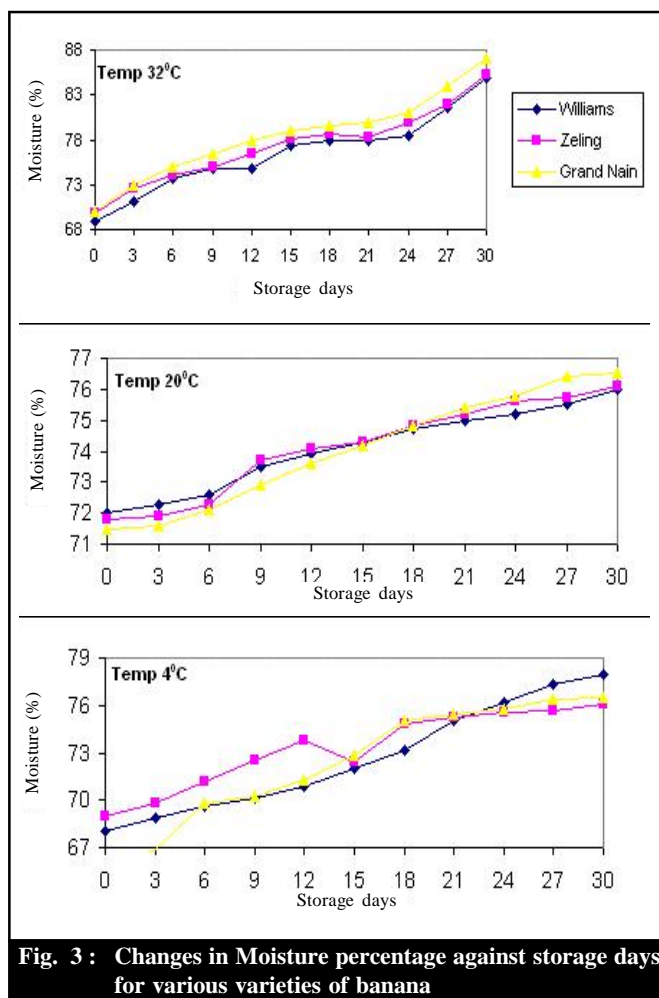 Temp 32⁰C
Moisture (%)
88
83
78
73
68
0 3 6 9 12 15 18 21 24 27 30
Storage days
Williams
Zeling
Grand Nain
Temp 20⁰C
Moisture (%)
77
76
75
74
73
72
71
0 3 6 9 12 15 18 21 24 27 30
Storage days
Temp 4⁰C
Moisture (%)
79
76
73
70
67
0 3 6 9 12 15 18 21 24 27 30
Storage days
Fig. 3 : Changes in Moisture percentage against storage days
for various varieties of banana